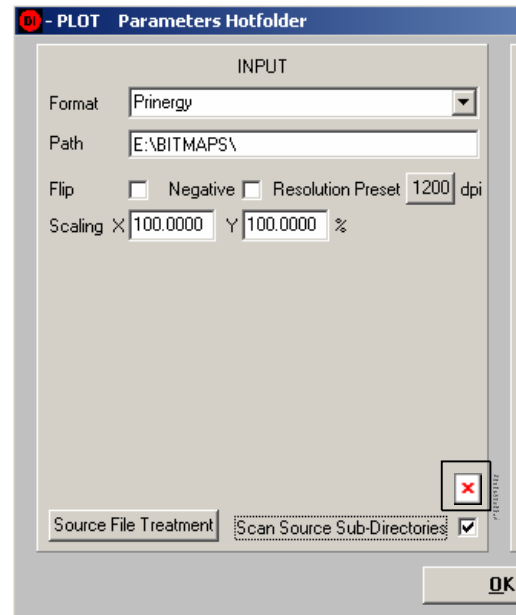 DI - PLOT Parameters Hotfolder
INPUT
Format Prinergy
Path E:\BITMAPS\
Flip Negative Resolution Preset 1200 dpi
Scaling X 100.0000 Y 100.0000 %
Source File Treatment Scan Source Sub-Directories
OK